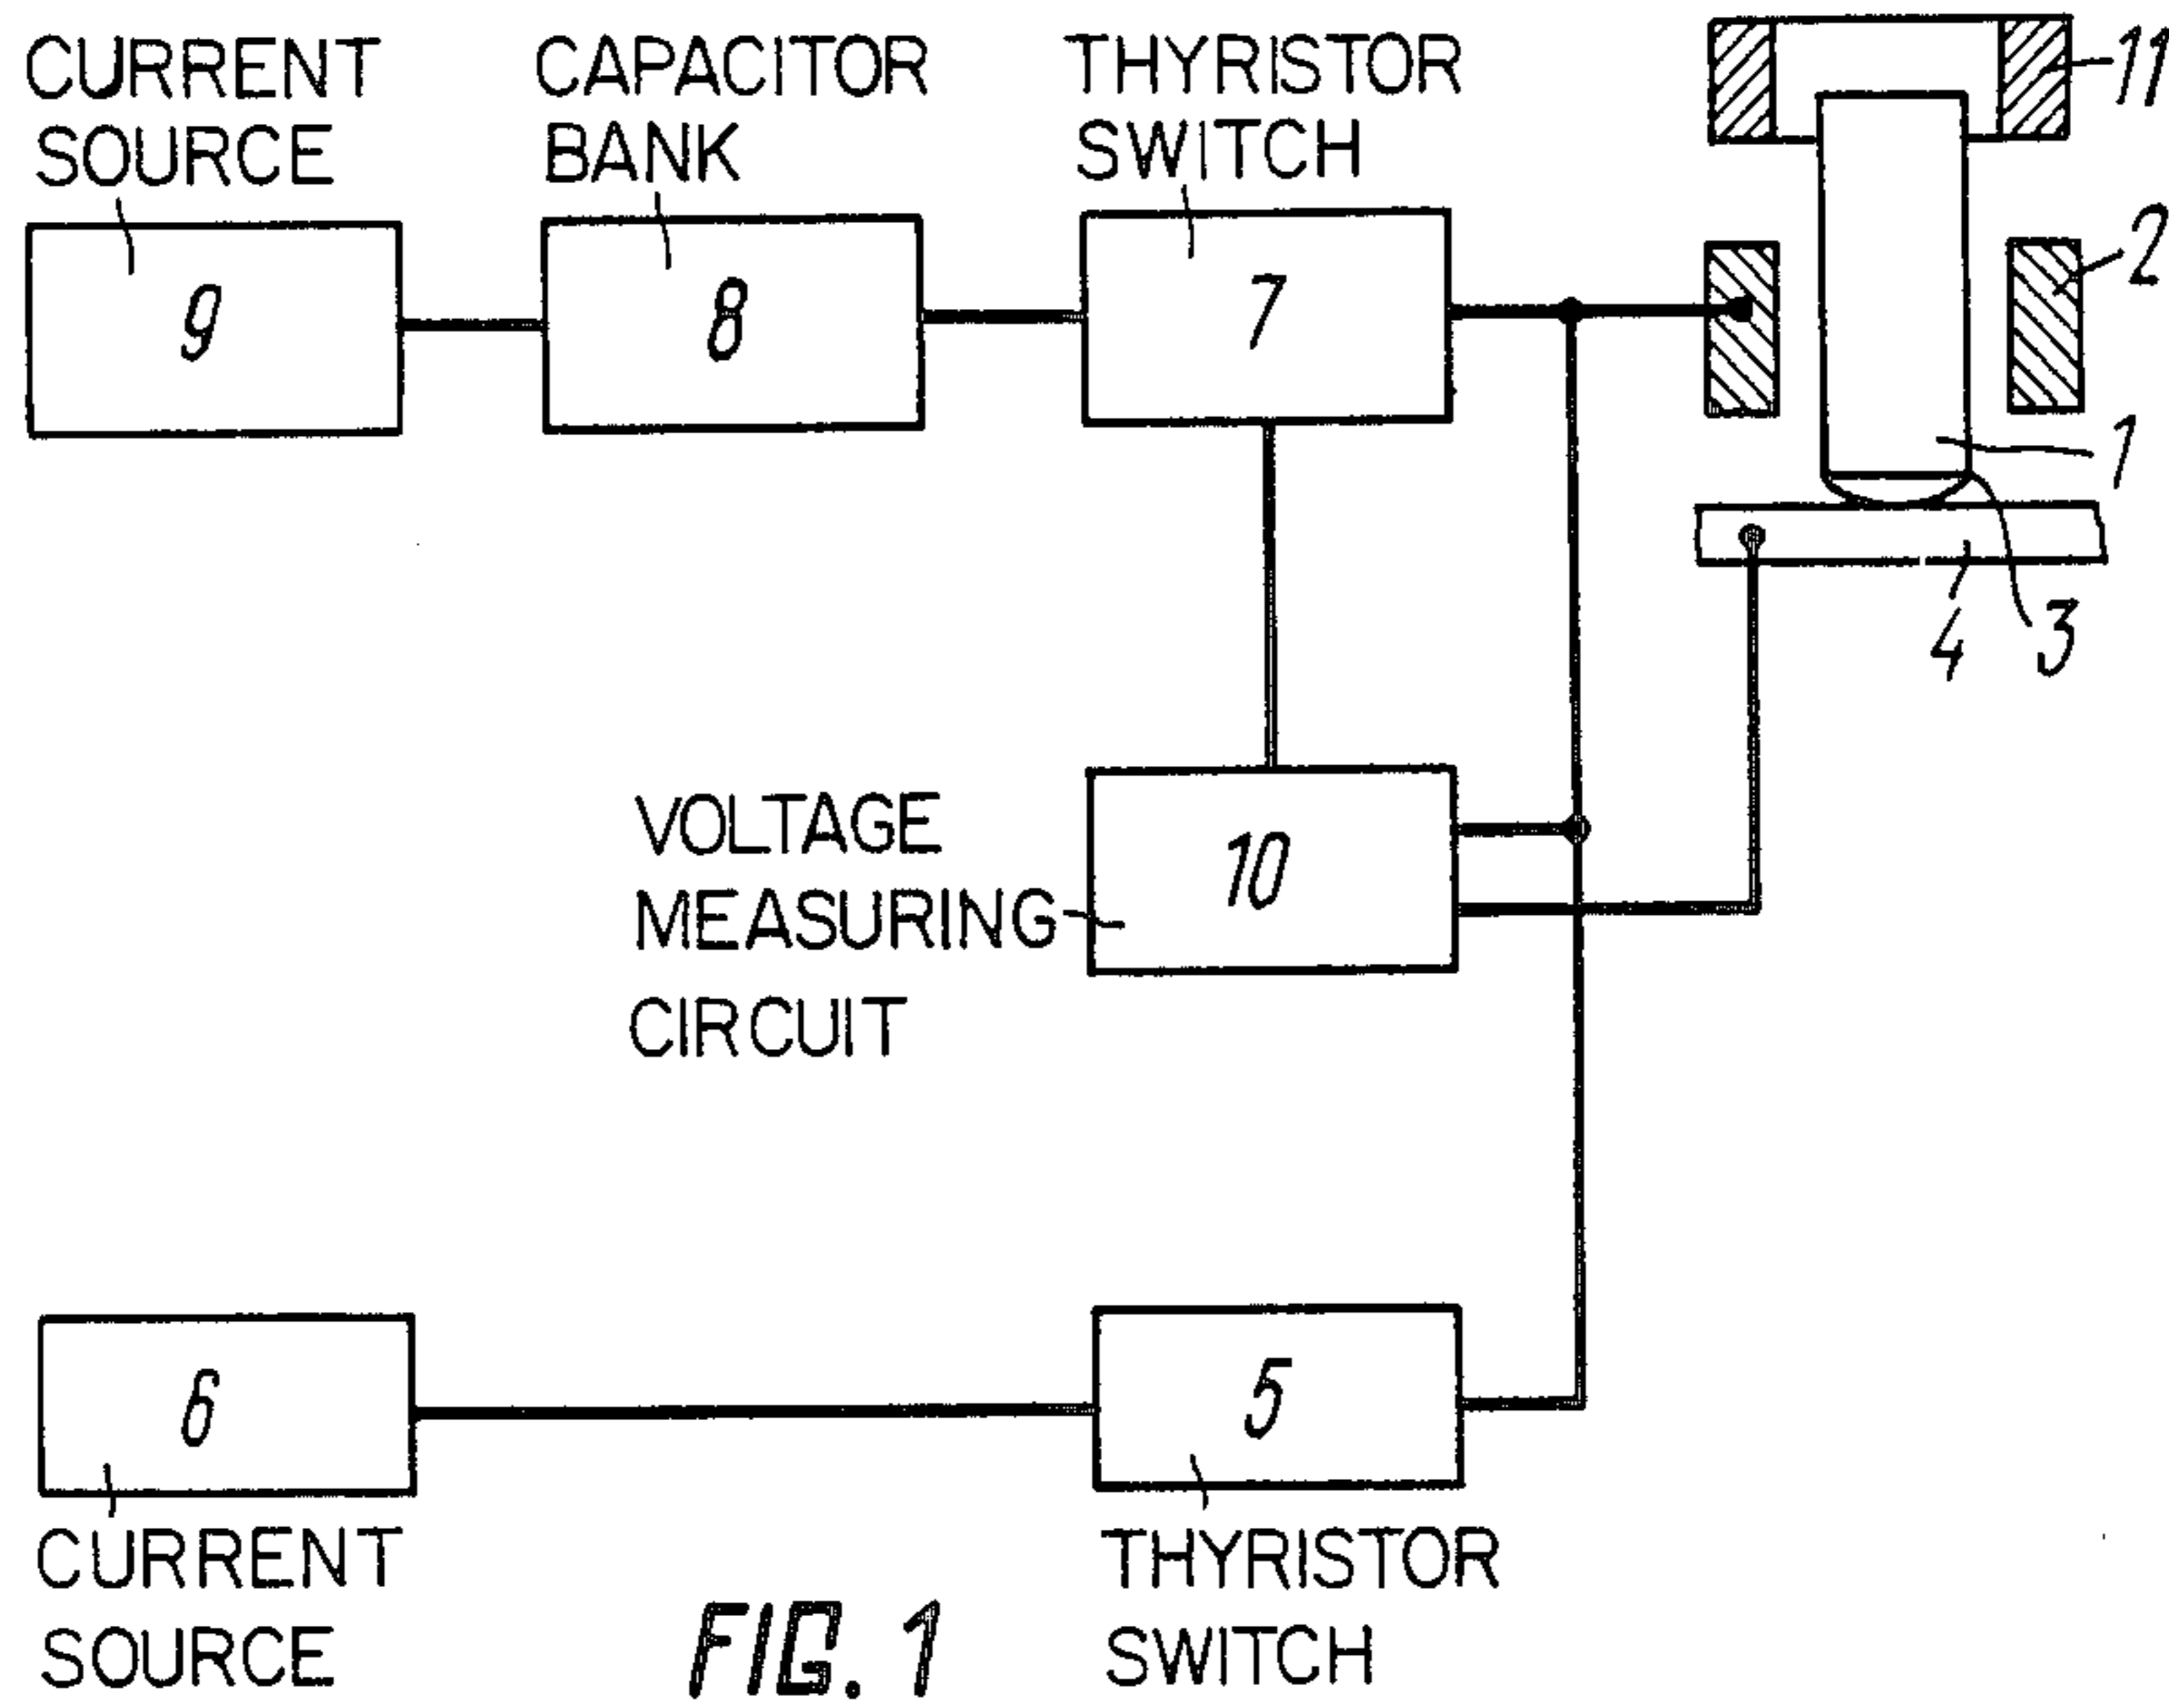 CURRENT
SOURCE
CAPACITOR
BANK
THYRISTOR
SWITCH
11
9
8
7
2
1
4
3
VOLTAGE
MEASURING
CIRCUIT
10
6
5
CURRENT
SOURCE
THYRISTOR
SWITCH
FIG. 1